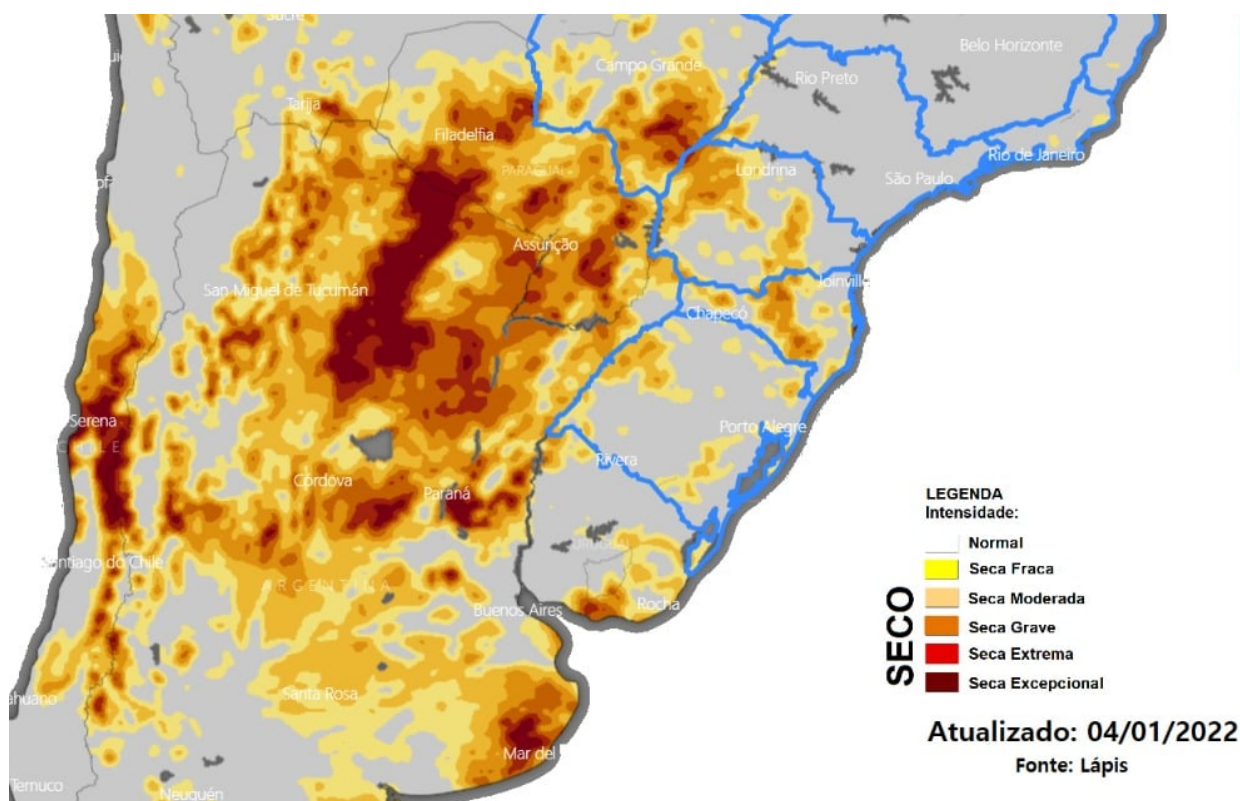 Sucre
Belo Horizonte
Campo Grande
Rio Preto
Tarija
Filadelfia
Rio de Janeiro
PARAGUAI
Londrina
São Paulo
Assunção
San Miguel de Tucumán
Joinville
Chapecó
Serena
CHILE
Porto Alegre
Rivera
Córdova
Paraná
URUGUAI
Santiago do Chile
ARGENTINA
Buenos Aires
Rocha
Santa Rosa
ahuano
Mar del
Temuco
Neuquén
LEGENDA
Intensidade:
SECO
Normal
Seca Fraca
Seca Moderada
Seca Grave
Seca Extrema
Seca Excepcional
Atualizado: 04/01/2022
Fonte: Lápis